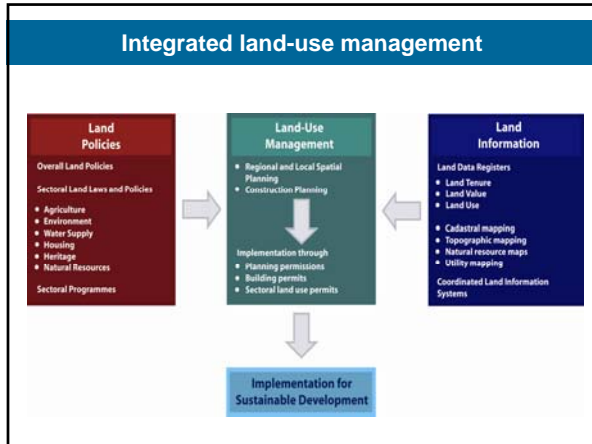 Integrated land-use management
Land
Policies
Overall Land Policies
Sectoral Land Laws and Policies
• Agriculture
• Environment
• Water Supply
• Housing
• Heritage
• Natural Resources
Sectoral Programmes
Land-Use
Management
• Regional and Local Spatial
Planning
• Construction Planning
Implementation through
• Planning permissions
• Building permits
• Sectoral land use permits
Land
Information
Land Data Registers
• Land Tenure
• Land Value
• Land Use
• Cadastral mapping
• Topographic mapping
• Natural resource maps
• Utility mapping
Coordinated Land Information
Systems
Implementation for
Sustainable Development